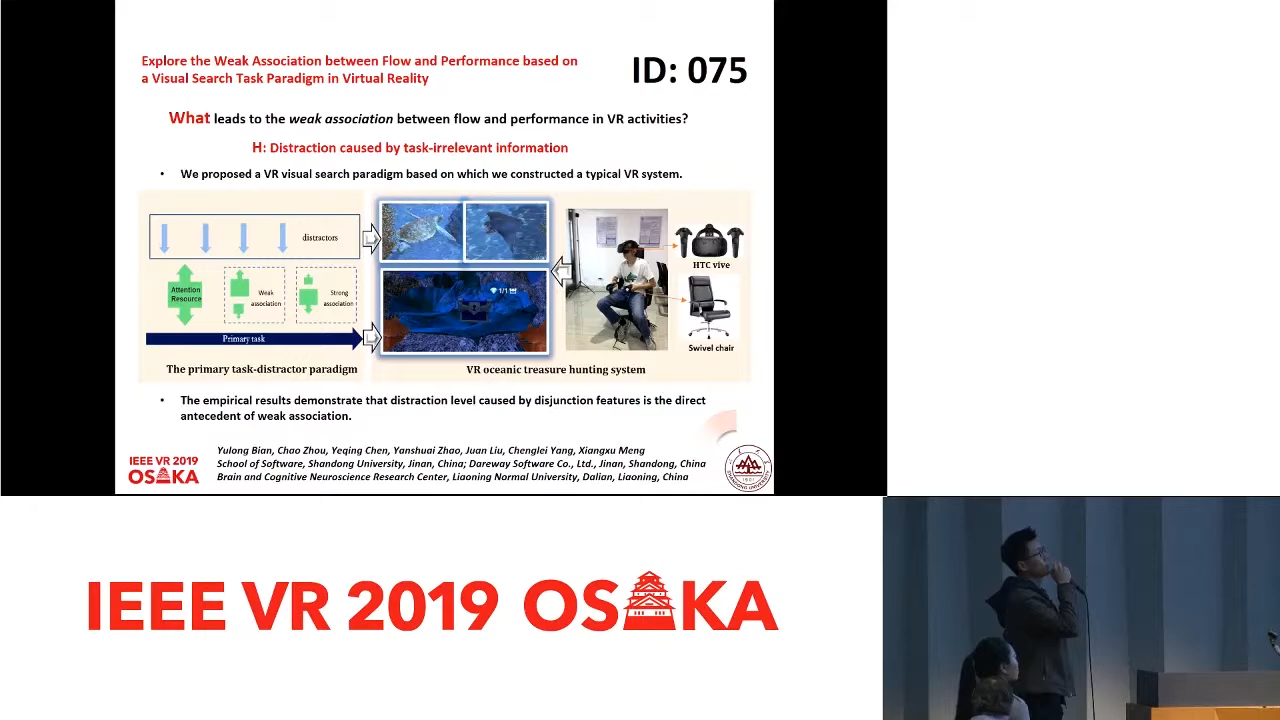 Explore the Weak Association between Flow and Performance based on
a Visual Search Task Paradigm in Virtual Reality
ID: 075
What leads to the weak association between flow and performance in VR activities?
H: Distraction caused by task-irrelevant information
• We proposed a VR visual search paradigm based on which we constructed a typical VR system.
distractors
Attention
Resource
Weak
association
Strong
association
Primary task
The primary task-distractor paradigm
1/1
HTC vive
Swivel chair
VR oceanic treasure hunting system
• The empirical results demonstrate that distraction level caused by disjunction features is the direct
antecedent of weak association.
IEEE VR 2019
OSAKA
Yulong Bian, Chao Zhou, Yeqing Chen, Yanshuai Zhao, Juan Liu, Chenglei Yang, Xiangxu Meng
School of Software, Shandong University, Jinan, China; Dareway Software Co., Ltd., Jinan, Shandong, China
Brain and Cognitive Neuroscience Research Center, Liaoning Normal University, Dalian, Liaoning, China
SHANDONG UNIVERSITY
1901
IEEE VR 2019 OSAKA